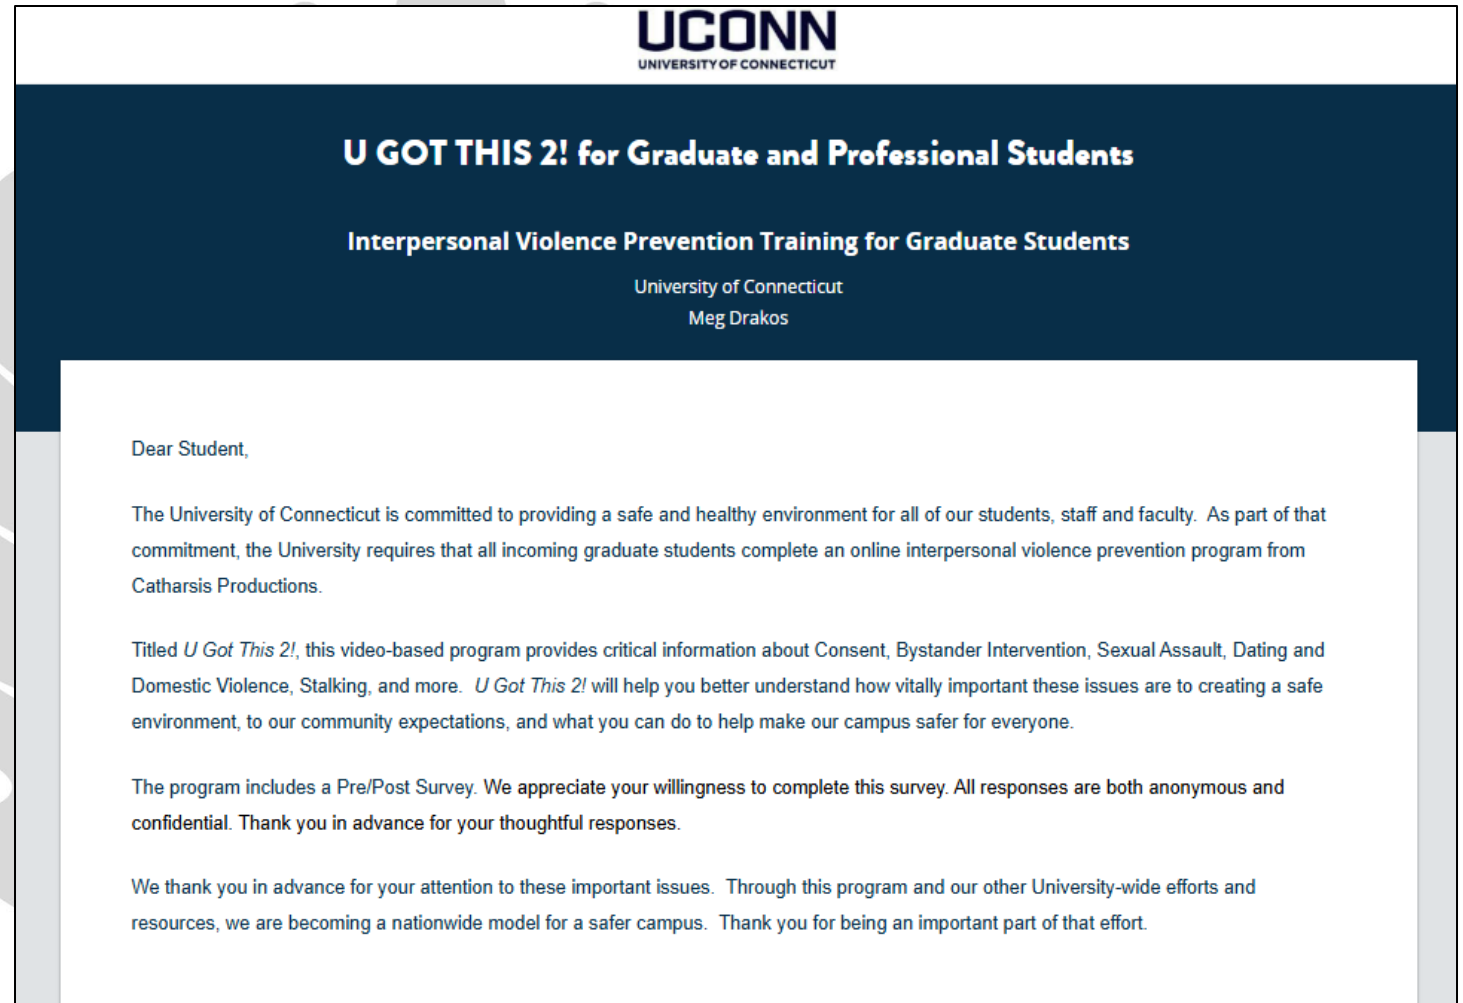 UCONN
UNIVERSITY OF CONNECTICUT
U GOT THIS 2! for Graduate and Professional Students
Interpersonal Violence Prevention Training for Graduate Students
University of Connecticut
Meg Drakos
Dear Student,
The University of Connecticut is committed to providing a safe and healthy environment for all of our students, staff and faculty.  As part of that
commitment, the University requires that all incoming graduate students complete an online interpersonal violence prevention program from
Catharsis Productions.
Titled U Got This 2!, this video-based program provides critical information about Consent, Bystander Intervention, Sexual Assault, Dating and
Domestic Violence, Stalking, and more.  U Got This 2! will help you better understand how vitally important these issues are to creating a safe
environment, to our community expectations, and what you can do to help make our campus safer for everyone.
The program includes a Pre/Post Survey. We appreciate your willingness to complete this survey. All responses are both anonymous and
confidential. Thank you in advance for your thoughtful responses.
We thank you in advance for your attention to these important issues.  Through this program and our other University-wide efforts and
resources, we are becoming a nationwide model for a safer campus.  Thank you for being an important part of that effort.